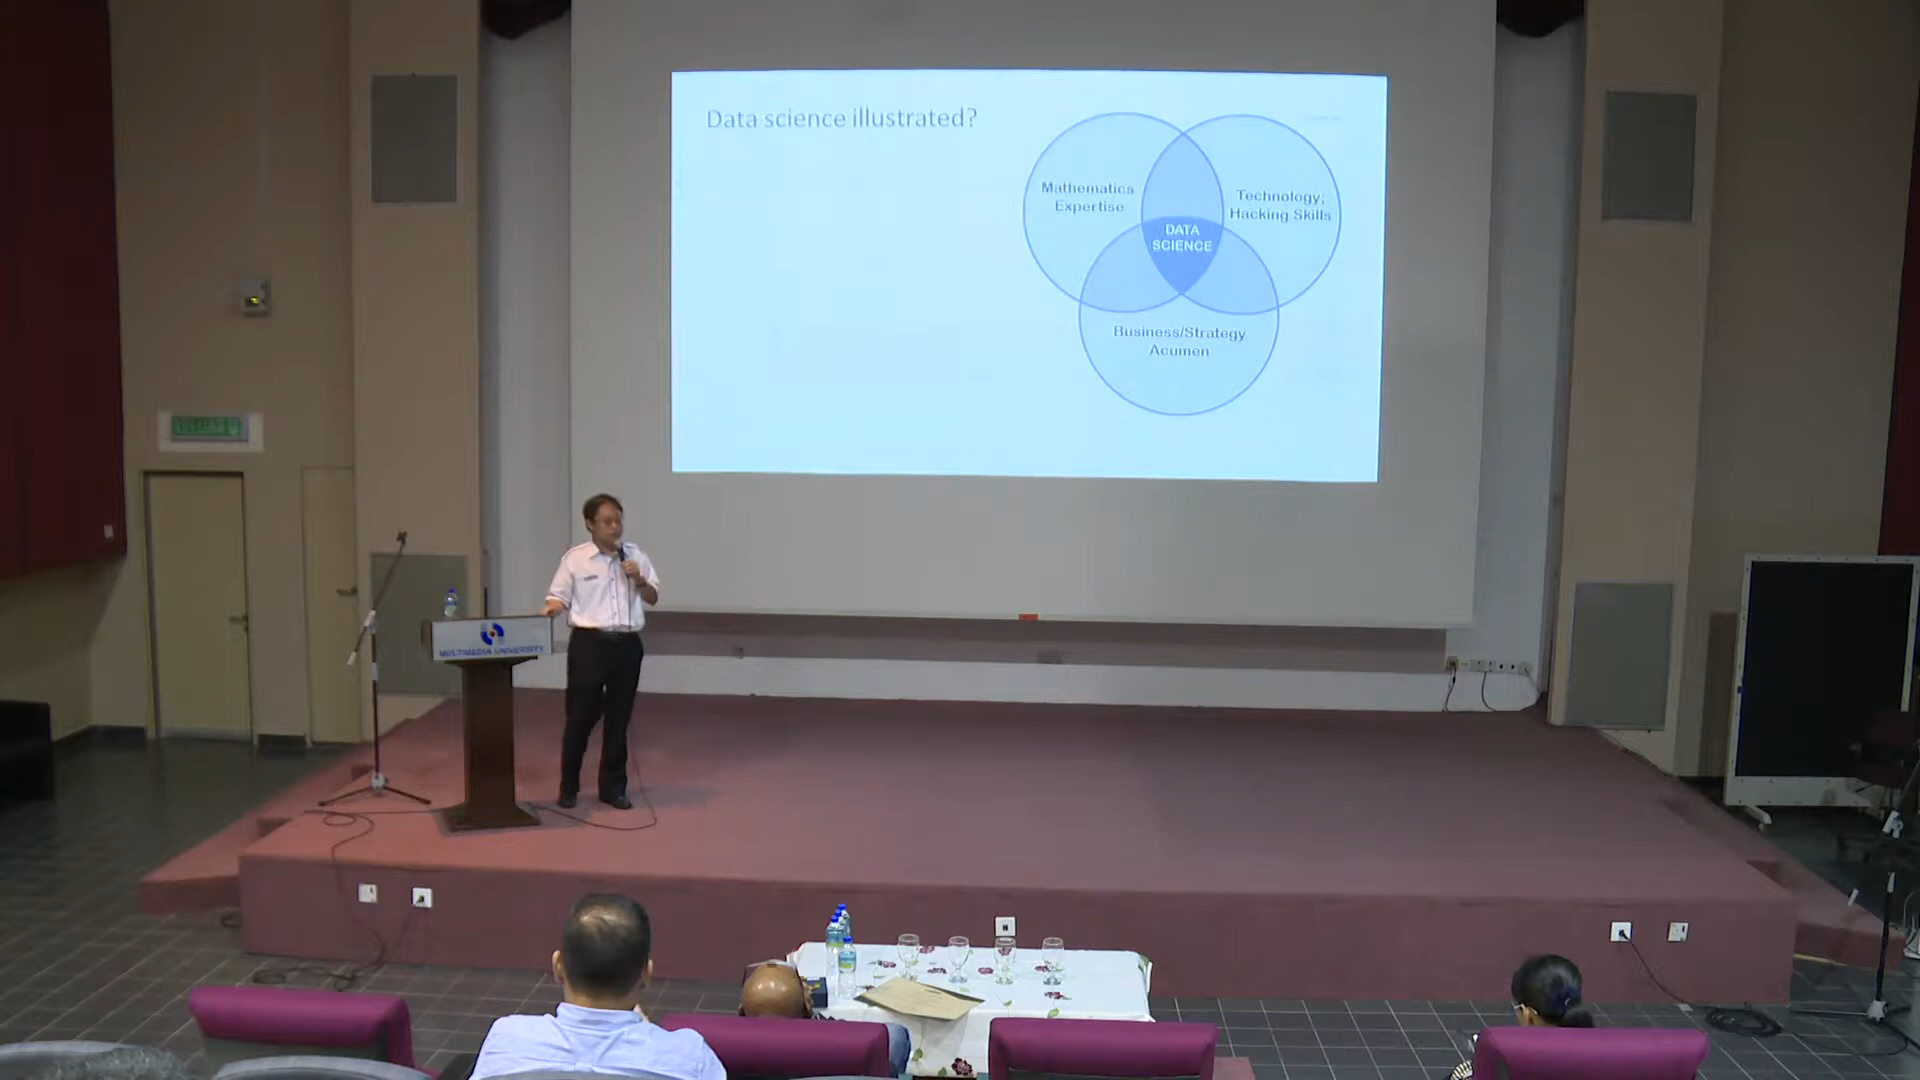 Data science illustrated?
Mathematics
Expertise
Technology;
Hacking Skills
DATA
SCIENCE
Business/Strategy
Acumen
MULTIMEDIA UNIVERSITY